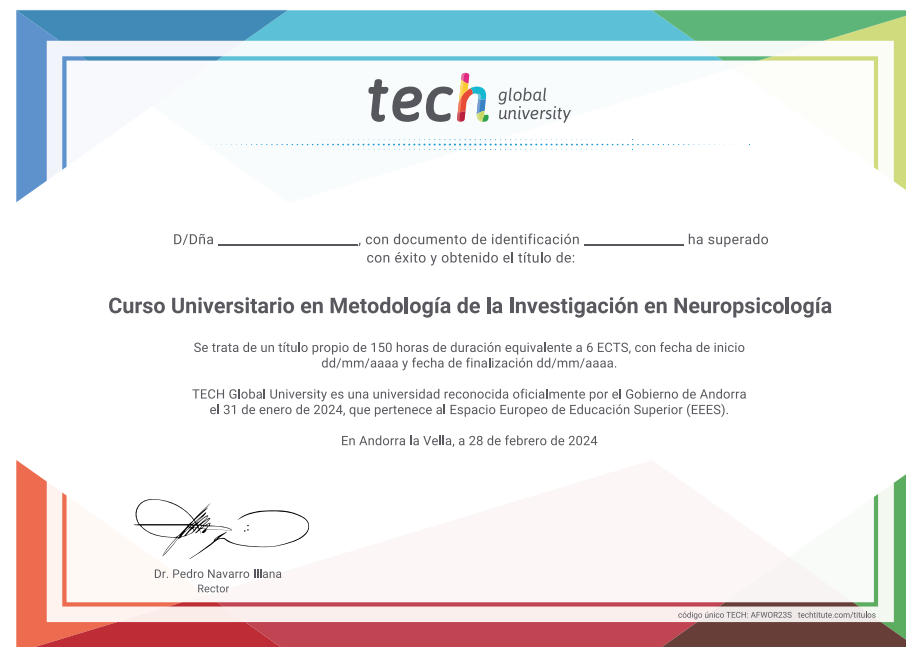 tech global university
D/Dña ____________________, con documento de identificación ______________ ha superado
con éxito y obtenido el título de:
Curso Universitario en Metodología de la Investigación en Neuropsicología
Se trata de un título propio de 150 horas de duración equivalente a 6 ECTS, con fecha de inicio
dd/mm/aaaa y fecha de finalización dd/mm/aaaa.
TECH Global University es una universidad reconocida oficialmente por el Gobierno de Andorra
el 31 de enero de 2024, que pertenece al Espacio Europeo de Educación Superior (EEES).
En Andorra la Vella, a 28 de febrero de 2024
Dr. Pedro Navarro Illana
Rector
código único TECH: AFWOR23S techtitute.com/titulos